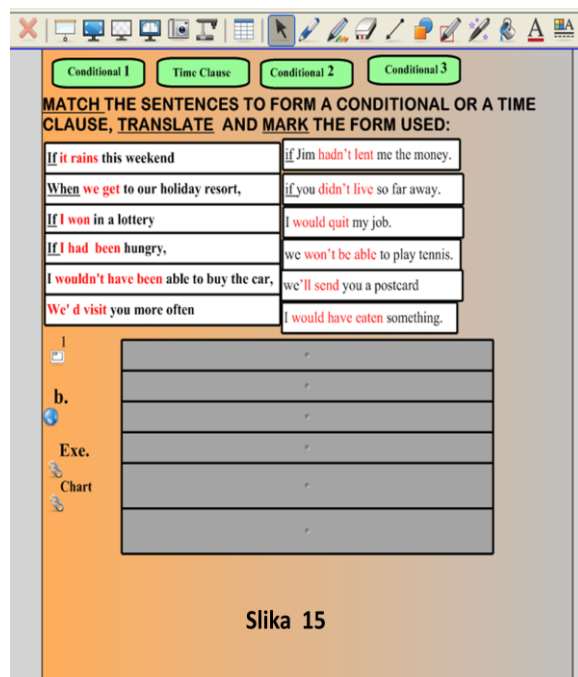 Conditional 1 Time Clause Conditional 2 Conditional 3
MATCH THE SENTENCES TO FORM A CONDITIONAL OR A TIME
CLAUSE, TRANSLATE AND MARK THE FORM USED:
If it rains this weekend
When we get to our holiday resort,
If I won in a lottery
If I had been hungry,
I wouldn't have been able to buy the car,
We' d visit you more often
if Jim hadn't lent me the money.
if you didn't live so far away.
I would quit my job.
we won't be able to play tennis.
we'll send you a postcard
I would have eaten something.
1
b.
Exe.
Chart
Slika 15